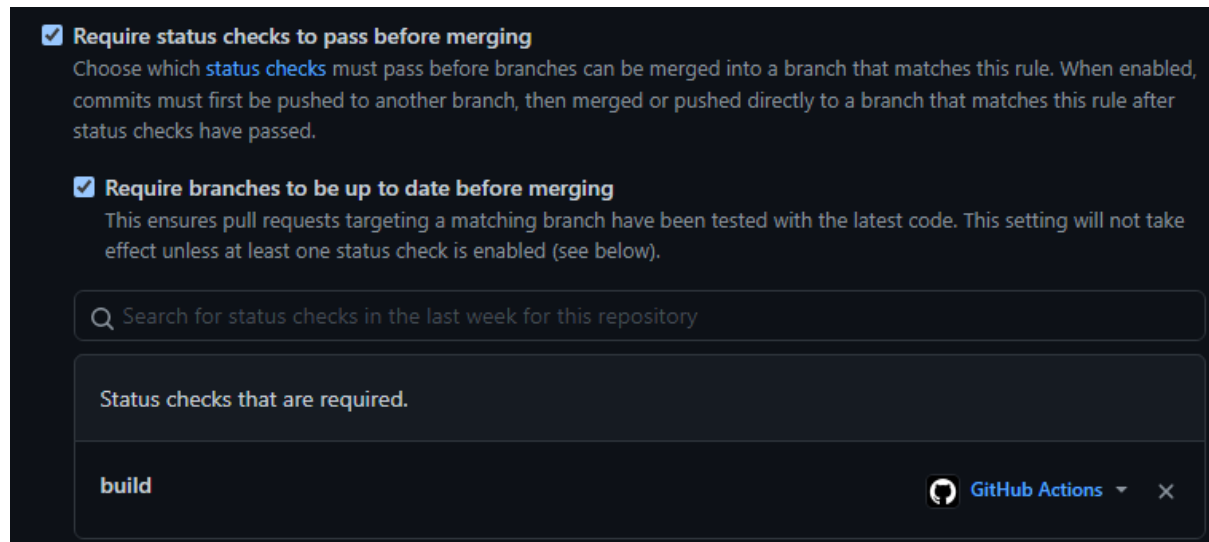 Require status checks to pass before merging
Choose which status checks must pass before branches can be merged into a branch that matches this rule. When enabled,
commits must first be pushed to another branch, then merged or pushed directly to a branch that matches this rule after
status checks have passed.
Require branches to be up to date before merging
This ensures pull requests targeting a matching branch have been tested with the latest code. This setting will not take
effect unless at least one status check is enabled (see below).
Search for status checks in the last week for this repository
Status checks that are required.
build
GitHub Actions